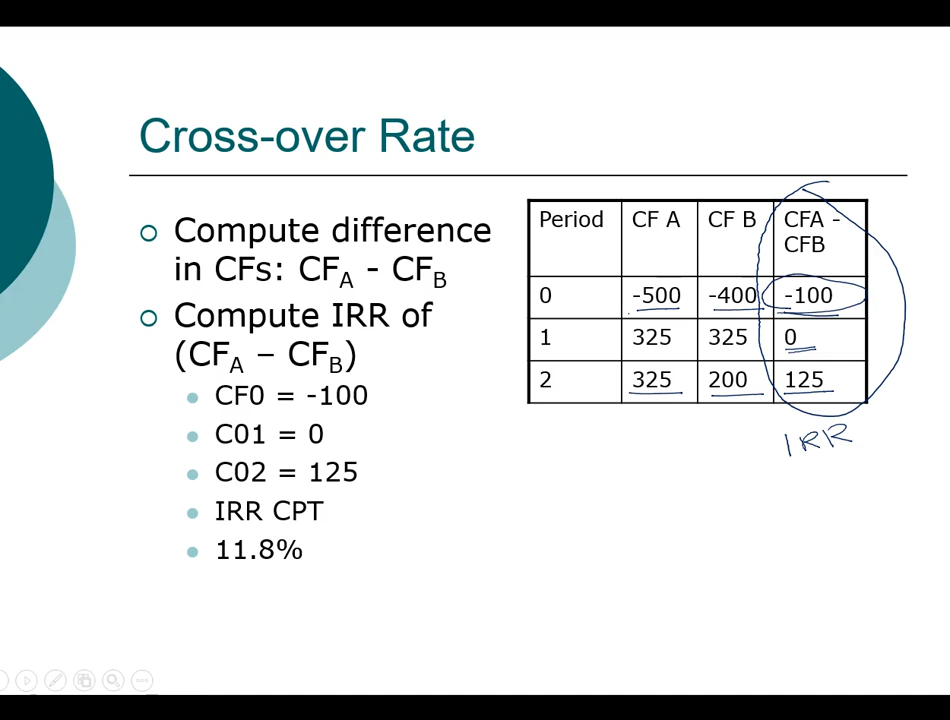 Cross-over Rate
Compute difference
in CFs: CFA - CFB
Compute IRR of
(CFA – CFB)
CF0 = -100
C01 = 0
C02 = 125
IRR CPT
11.8%
Period CF A CF B CFA -
CFB
0 -500 -400 -100
1 325 325 0
2 325 200 125
IRR